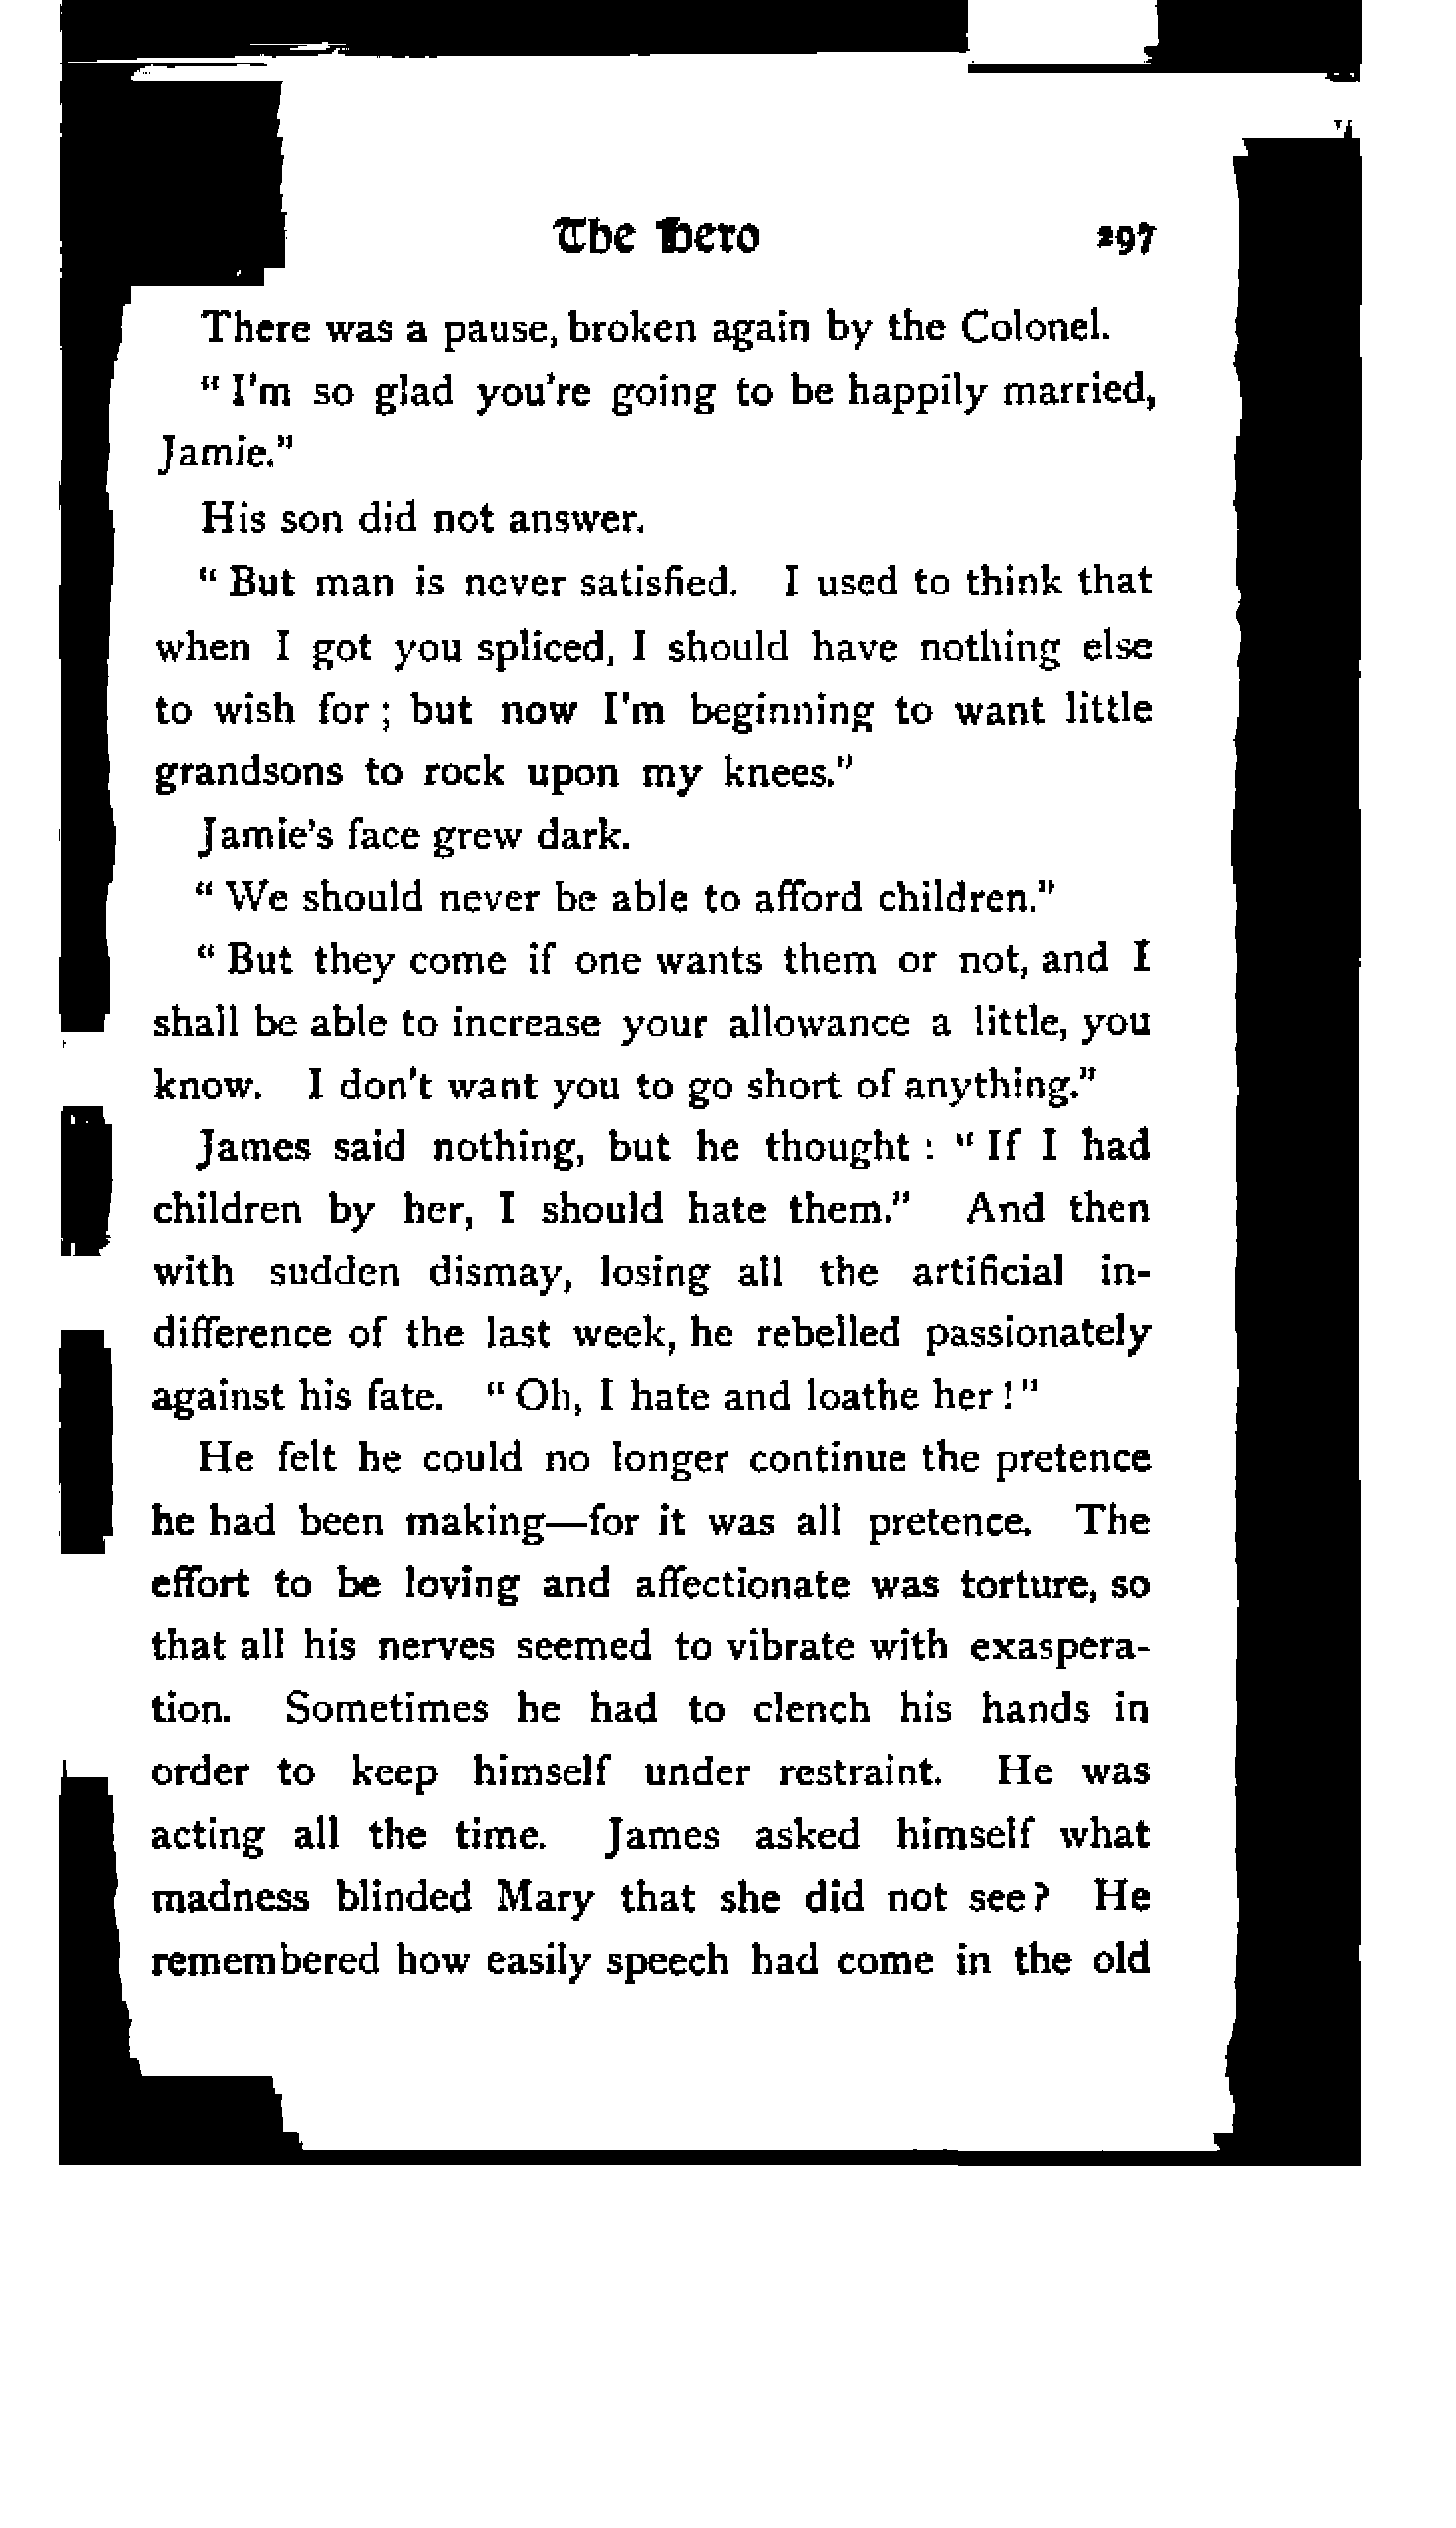 The Hero 297
There was a pause, broken again by the Colonel.
“ I’m so glad you’re going to be happily married,
Jamie.”
His son did not answer.
“ But man is never satisfied. I used to think that
when I got you spliced, I should have nothing else
to wish for ; but now I’m beginning to want little
grandsons to rock upon my knees.”
Jamie’s face grew dark.
“ We should never be able to afford children.”
“ But they come if one wants them or not, and I
shall be able to increase your allowance a little, you
know. I don’t want you to go short of anything.”
James said nothing, but he thought : “ If I had
children by her, I should hate them.” And then
with sudden dismay, losing all the artificial in-
difference of the last week, he rebelled passionately
against his fate. “ Oh, I hate and loathe her ! ”
He felt he could no longer continue the pretence
he had been making—for it was all pretence. The
effort to be loving and affectionate was torture, so
that all his nerves seemed to vibrate with exaspera-
tion. Sometimes he had to clench his hands in
order to keep himself under restraint. He was
acting all the time. James asked himself what
madness blinded Mary that she did not see ? He
remembered how easily speech had come in the old